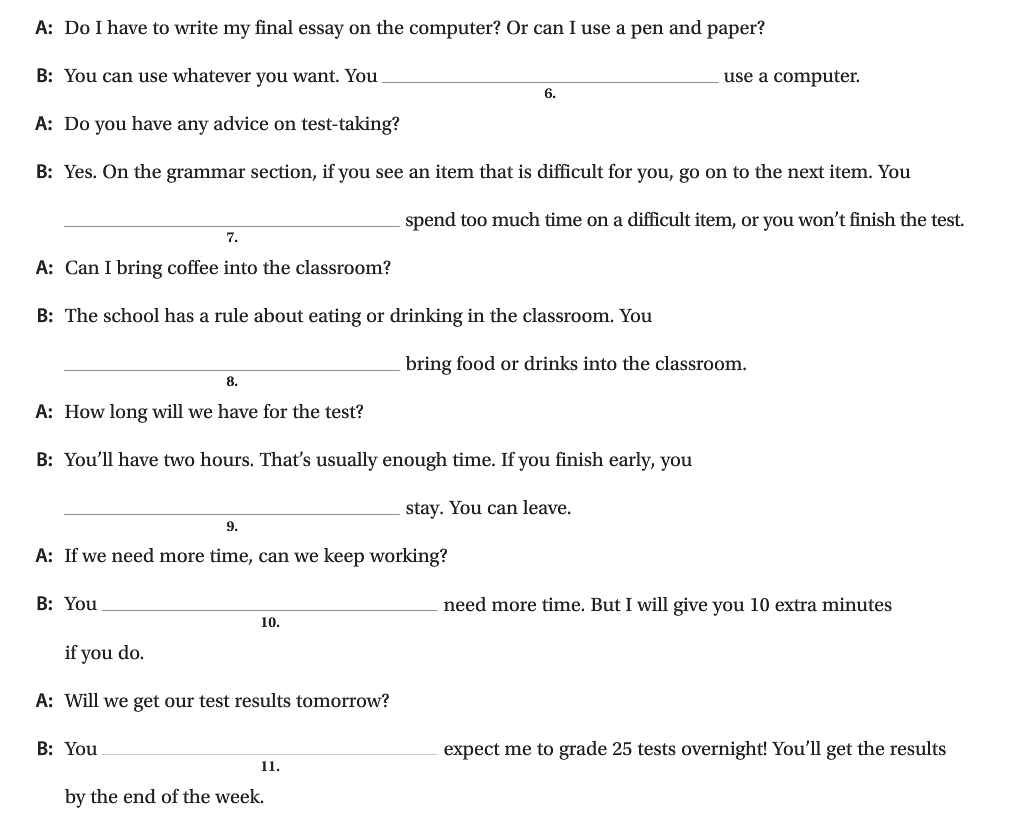 A: Do I have to write my final essay on the computer? Or can I use a pen and paper?
B: You can use whatever you want. You ______ use a computer.
6.
A: Do you have any advice on test-taking?
B: Yes. On the grammar section, if you see an item that is difficult for you, go on to the next item. You
______ spend too much time on a difficult item, or you won’t finish the test.
7.
A: Can I bring coffee into the classroom?
B: The school has a rule about eating or drinking in the classroom. You
______ bring food or drinks into the classroom.
8.
A: How long will we have for the test?
B: You’ll have two hours. That’s usually enough time. If you finish early, you
______ stay. You can leave.
9.
A: If we need more time, can we keep working?
B: You ______ need more time. But I will give you 10 extra minutes
10.
if you do.
A: Will we get our test results tomorrow?
B: You ______ expect me to grade 25 tests overnight! You’ll get the results
11.
by the end of the week.